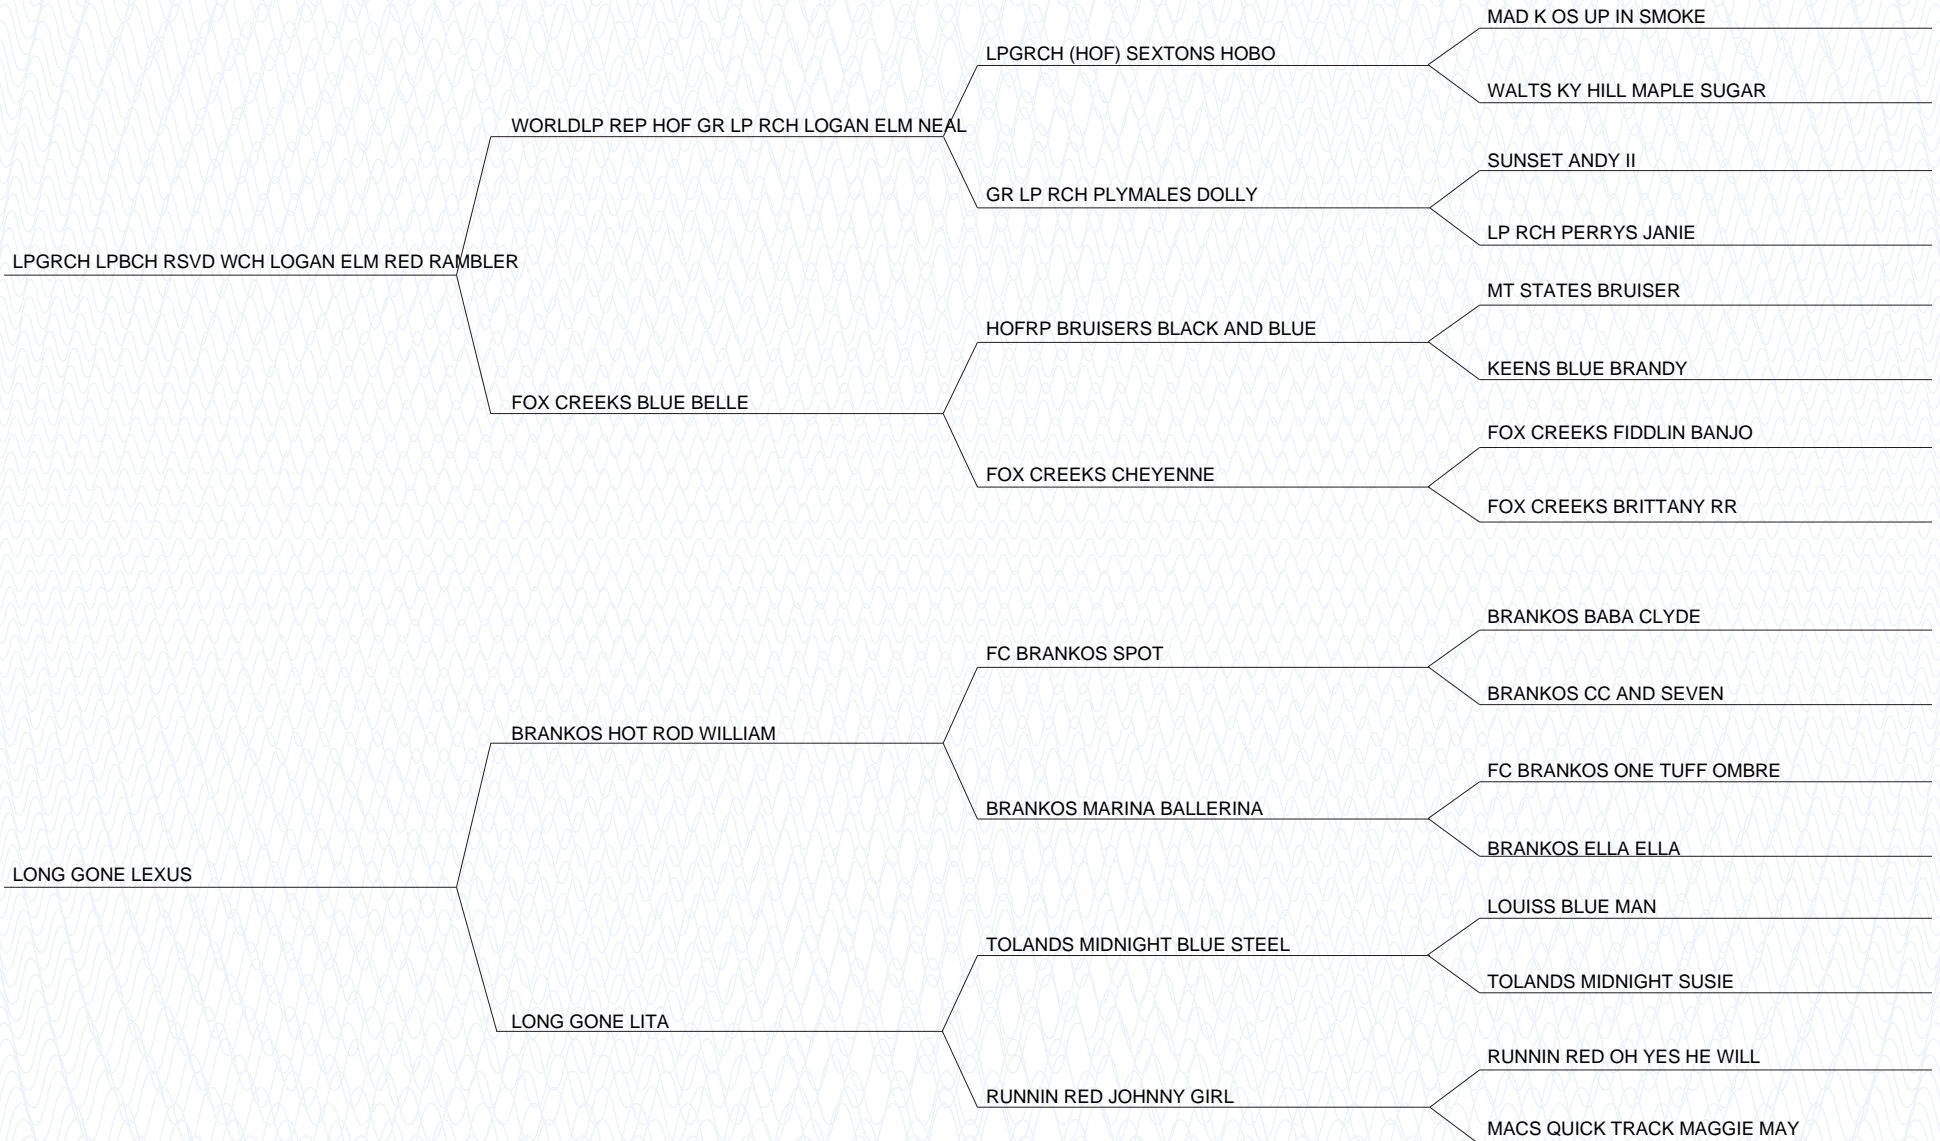 MAD K OS UP IN SMOKE
LPGRCH (HOF) SEXTONS HOBO
WALTS KY HILL MAPLE SUGAR
WORLDLP REP HOF GR LP RCH LOGAN ELM NEAL
SUNSET ANDY II
GR LP RCH PLYMALES DOLLY
LP RCH PERRYS JANIE
LPGRCH LPBCH RSVD WCH LOGAN ELM RED RAMBLER
MT STATES BRUISER
HOFRP BRUISERS BLACK AND BLUE
KEENS BLUE BRANDY
FOX CREEKS BLUE BELLE
FOX CREEKS FIDDLIN BANJO
FOX CREEKS CHEYENNE
FOX CREEKS BRITTANY RR
BRANKOS BABA CLYDE
FC BRANKOS SPOT
BRANKOS CC AND SEVEN
BRANKOS HOT ROD WILLIAM
FC BRANKOS ONE TUFF OMBRE
BRANKOS MARINA BALLERINA
BRANKOS ELLA ELLA
LONG GONE LEXUS
LOUISS BLUE MAN
TOLANDS MIDNIGHT BLUE STEEL
TOLANDS MIDNIGHT SUSIE
LONG GONE LITA
RUNNIN RED OH YES HE WILL
RUNNIN RED JOHNNY GIRL
MACS QUICK TRACK MAGGIE MAY